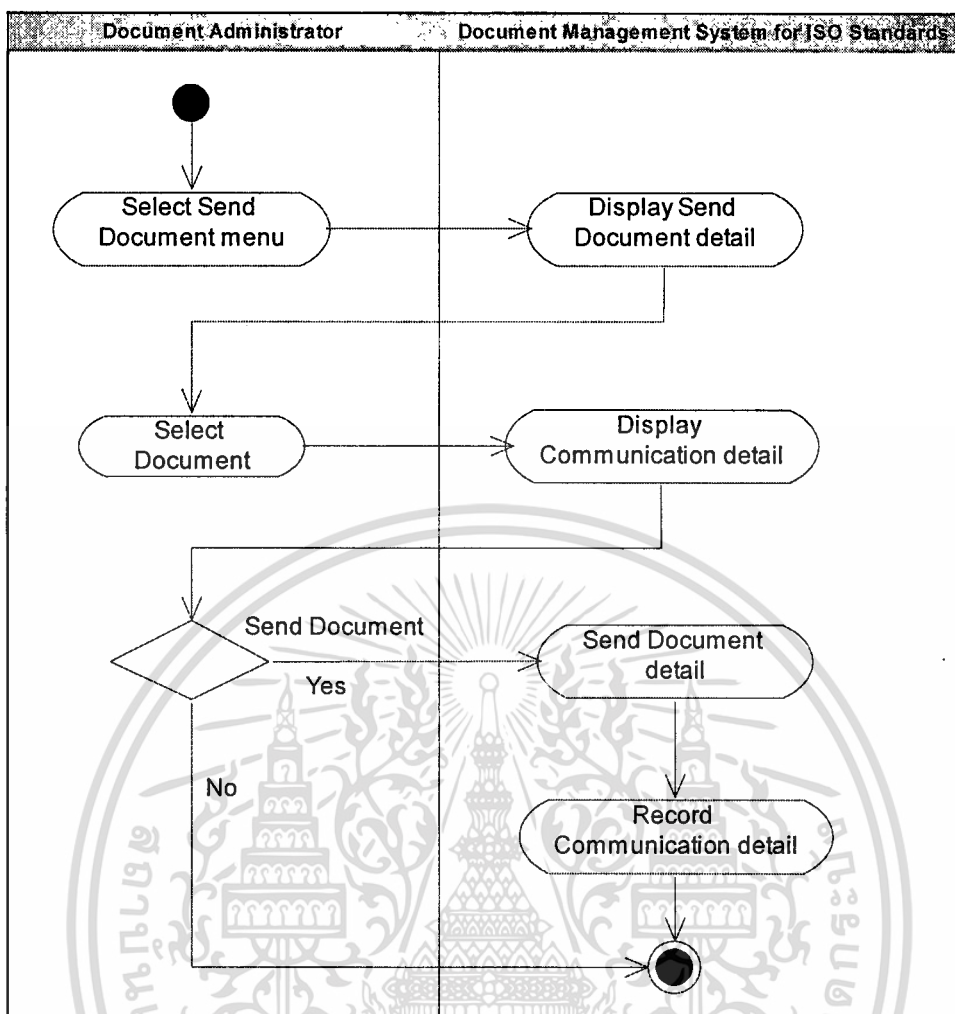 Document Administrator
Document Management System for ISO Standards
Select Send
Document menu
Display Send
Document detail
Select
Document
Display
Communication detail
Send Document
Yes
Send Document
detail
No
Record
Communication detail